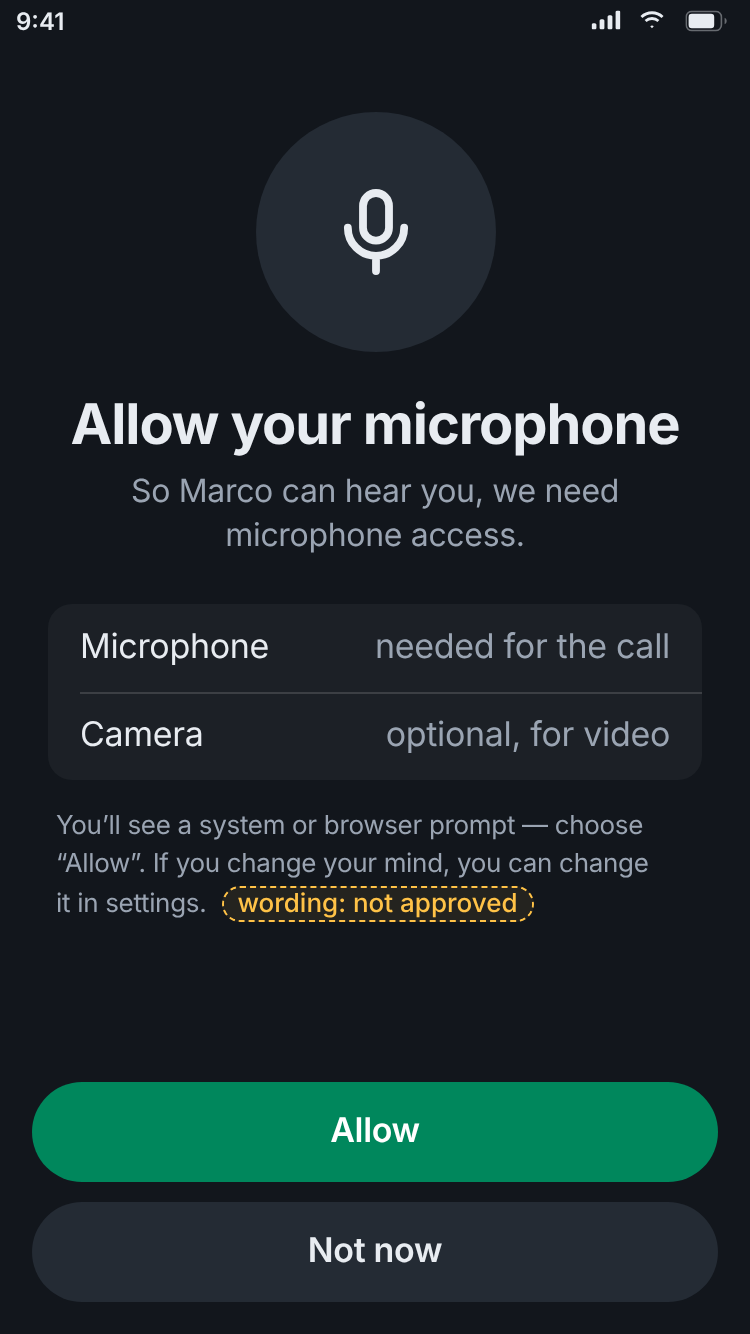 9:41
Allow your microphone
So Marco can hear you, we need
microphone access.
Microphone needed for the call
Camera optional, for video
You’ll see a system or browser prompt — choose
“Allow”. If you change your mind, you can change
it in settings. wording: not approved
Allow
Not now